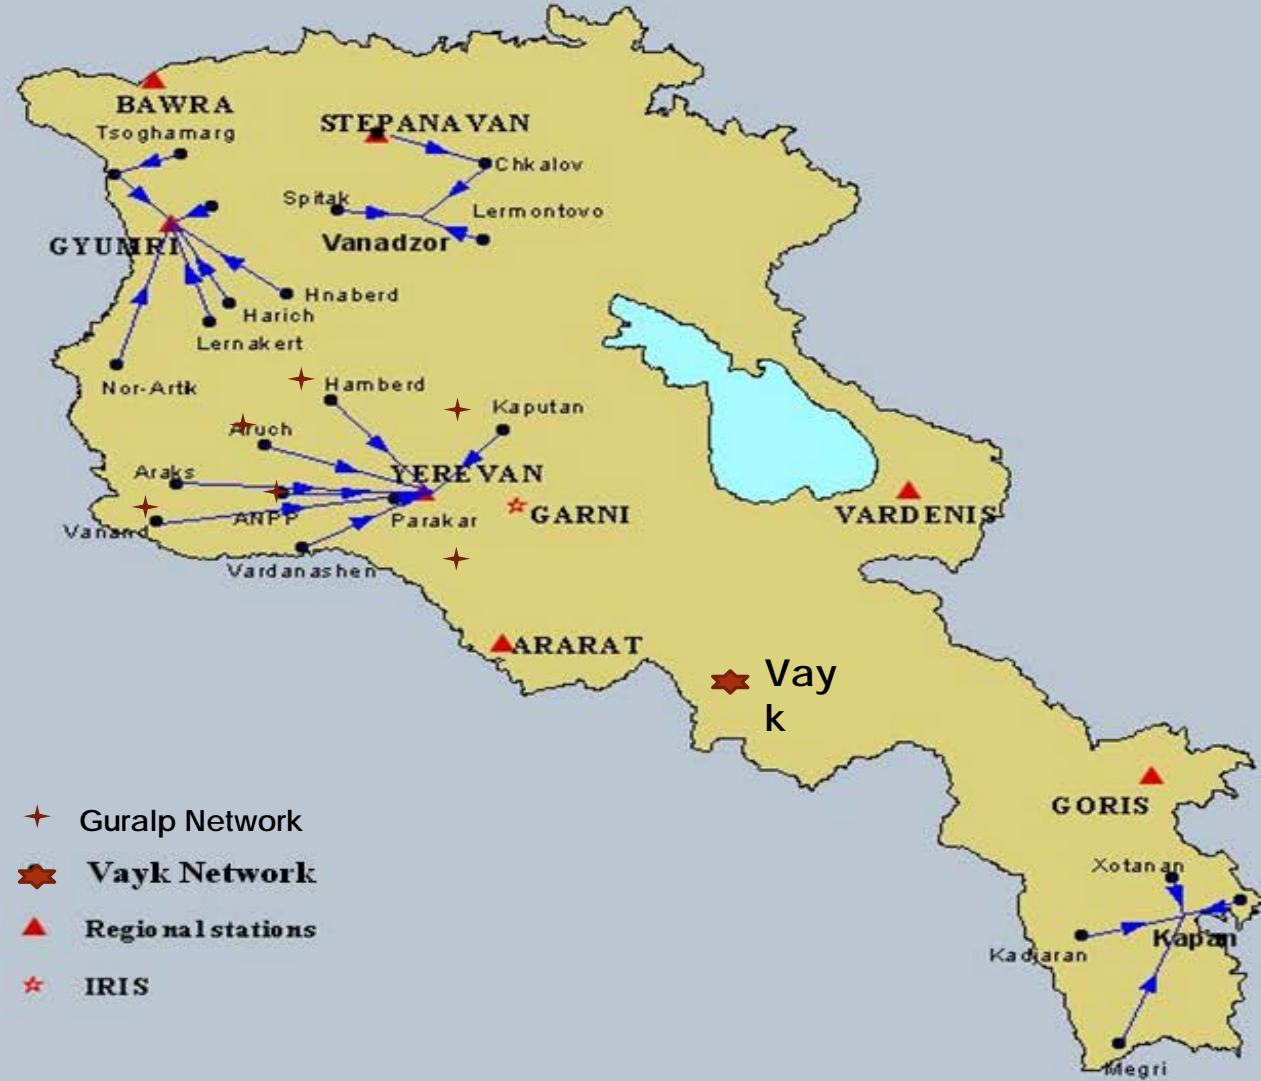 BAWRA
Tsoghamarg
STEPANAVAN
Chkalov
Spitak
Lermontovo
GYUMRI
Vanadzor
Hnaberd
Harich
Lernakert
Nor-Artik
Hamberd
Kaputan
Aruch
Araks
YEREVAN
Vanand
ANPP
Parakar
GARNI
VARDENIS
Vardanashen
ARARAT
Vay
k
GORIS
Guralp Network
Vayk Network
Regional stations
IRIS
Xotanan
Kapan
Kadjaran
Megri